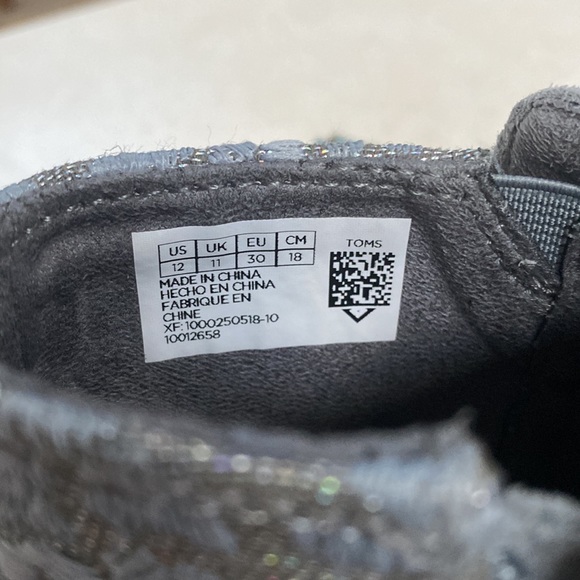 US UK EU CM
12 11 30 18
TOMS
MADE IN CHINA
HECHO EN CHINA
FABRIQUE EN
CHINE
XF: 1000250518-10
10012658